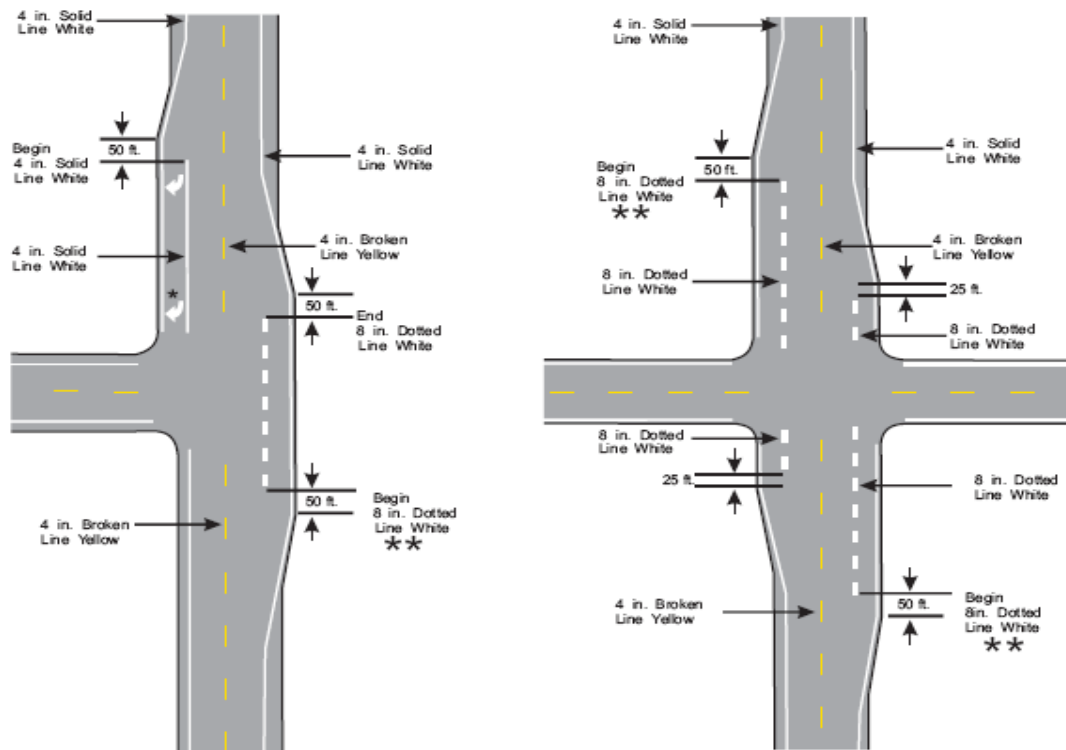 4 in. Solid
Line White
50 ft.
Begin
4 in. Solid
Line White
4 in. Solid
Line White
*
4 in. Solid
Line White
4 in. Broken
Line Yellow
50 ft.
End
8 in. Dotted
Line White
50 ft.
Begin
8 in. Dotted
Line White
**
4 in. Broken
Line Yellow
4 in. Solid
Line White
50 ft.
Begin
8 in. Dotted
Line White
**
4 in. Solid
Line White
4 in. Broken
Line Yellow
8 in. Dotted
Line White
25 ft.
8 in. Dotted
Line White
8 in. Dotted
Line White
25 ft.
8 in. Dotted
Line White
4 in. Broken
Line Yellow
50 ft.
Begin
8in. Dotted
Line White
**